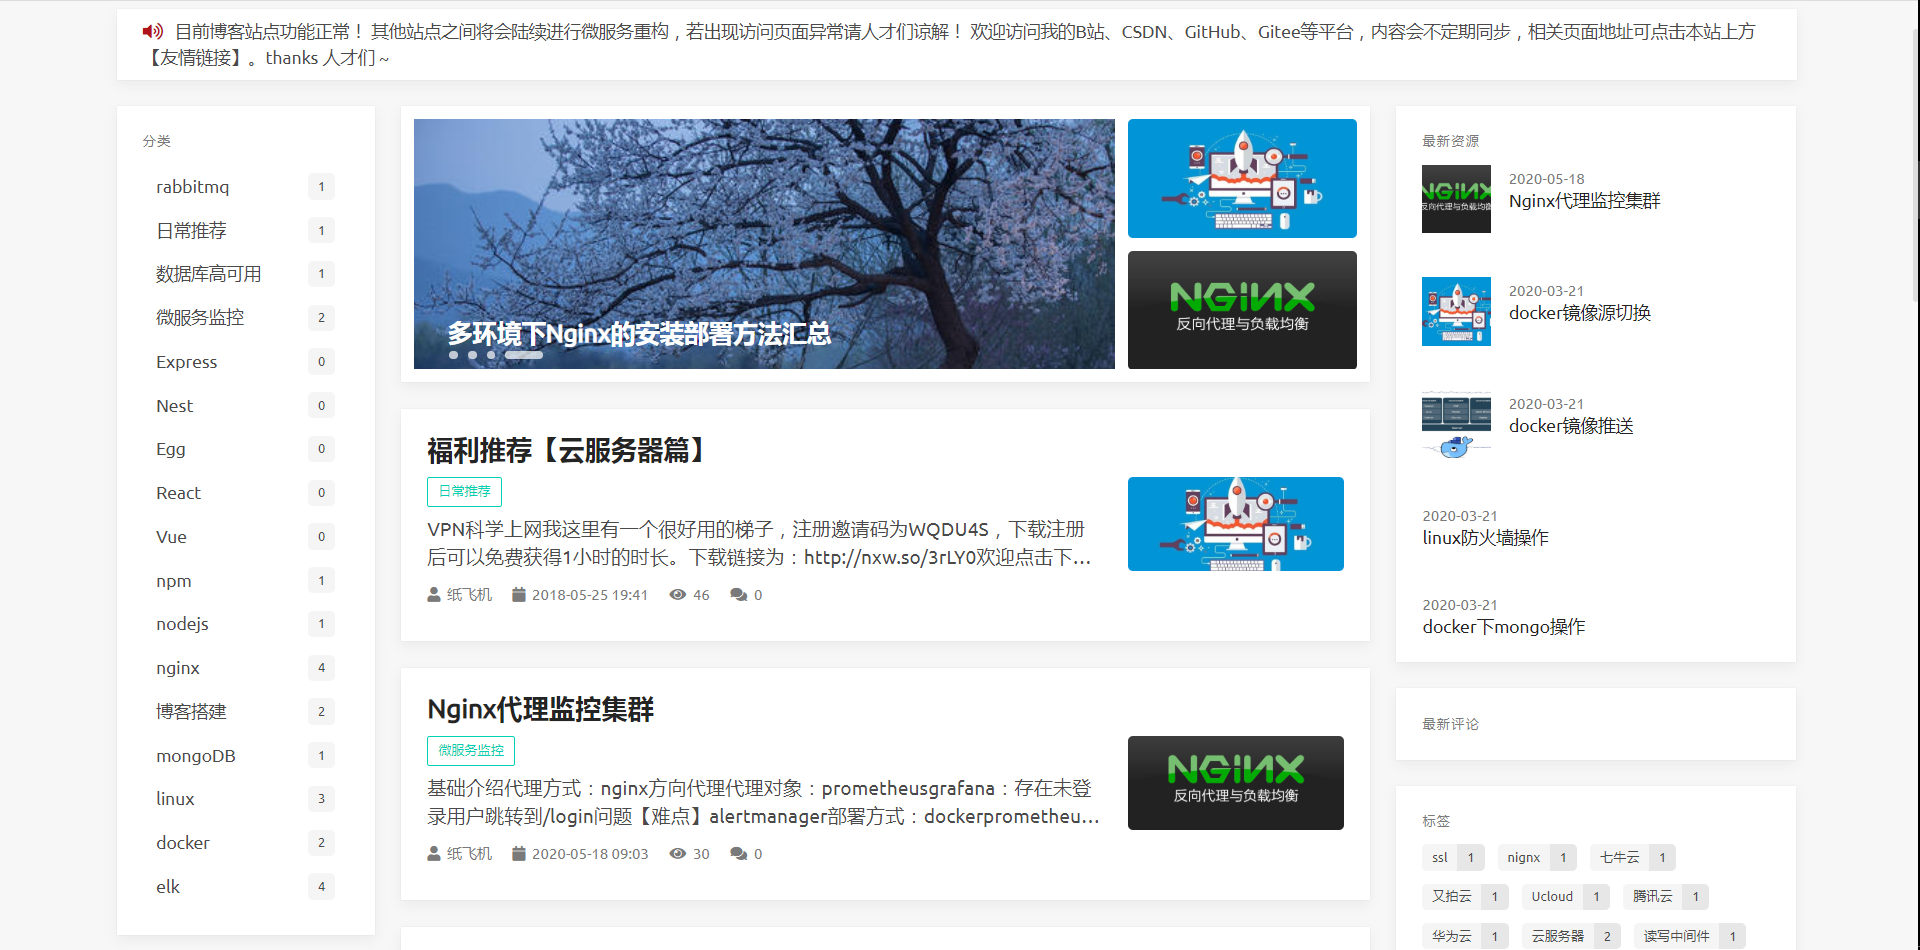 目前博客站点功能正常！ 其他站点之间将会陆续进行微服务重构，若出现访问页面异常请人才们谅解！ 欢迎访问我的B站、CSDN、GitHub、Gitee等平台，内容会不定期同步，相关页面地址可点击本站上方
【友情链接】。thanks 人才们 ~
分类
rabbitmq 1
日常推荐 1
数据库高可用 1
微服务监控 2
Express 0
Nest 0
Egg 0
React 0
Vue 0
npm 1
nodejs 1
nginx 4
博客搭建 2
mongoDB 1
linux 3
docker 2
elk 4
多环境下Nginx的安装部署方法汇总
NGINX
反向代理与负载均衡
福利推荐【云服务器篇】
日常推荐
VPN科学上网我这里有一个很好用的梯子，注册邀请码为WQDU4S，下载注册
后可以免费获得1小时的时长。下载链接为：http://nxw.so/3rLY0欢迎点击下...
纸飞机 2018-05-25 19:41 46 0
Nginx代理监控集群
微服务监控
基础介绍代理方式：nginx方向代理代理对象：prometheusgrafana：存在未登
录用户跳转到/login问题【难点】alertmanager部署方式：dockerprometheu...
纸飞机 2020-05-18 09:03 30 0
NGINX
反向代理与负载均衡
最新资源
NGINX
反向代理与负载均衡
2020-05-18
Nginx代理监控集群
2020-03-21
docker镜像源切换
2020-03-21
docker镜像推送
2020-03-21
linux防火墙操作
2020-03-21
docker下mongo操作
最新评论
标签
ssl 1 nignx 1 七牛云 1
又拍云 1 Ucloud 1 腾讯云 1
华为云 1 云服务器 2 读写中间件 1